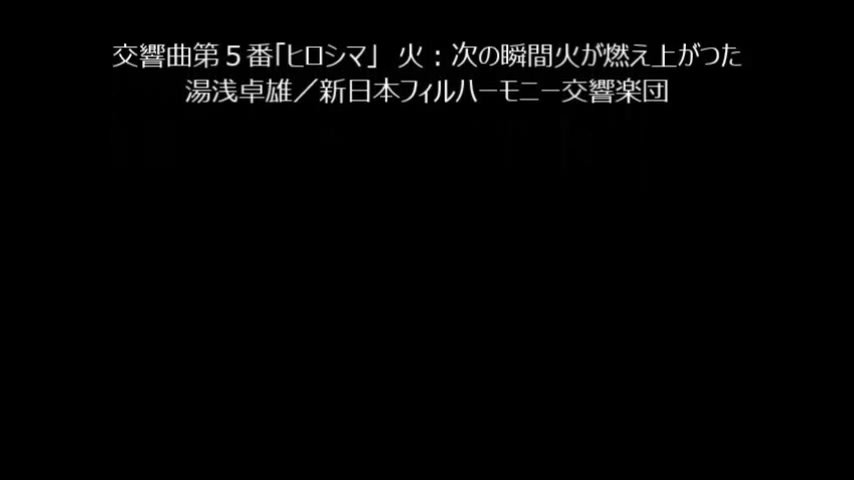 交響曲第５番「ヒロシマ」 火：次の瞬間火が燃え上がつた
湯浅卓雄／新日本フィルハーモニー交響楽団